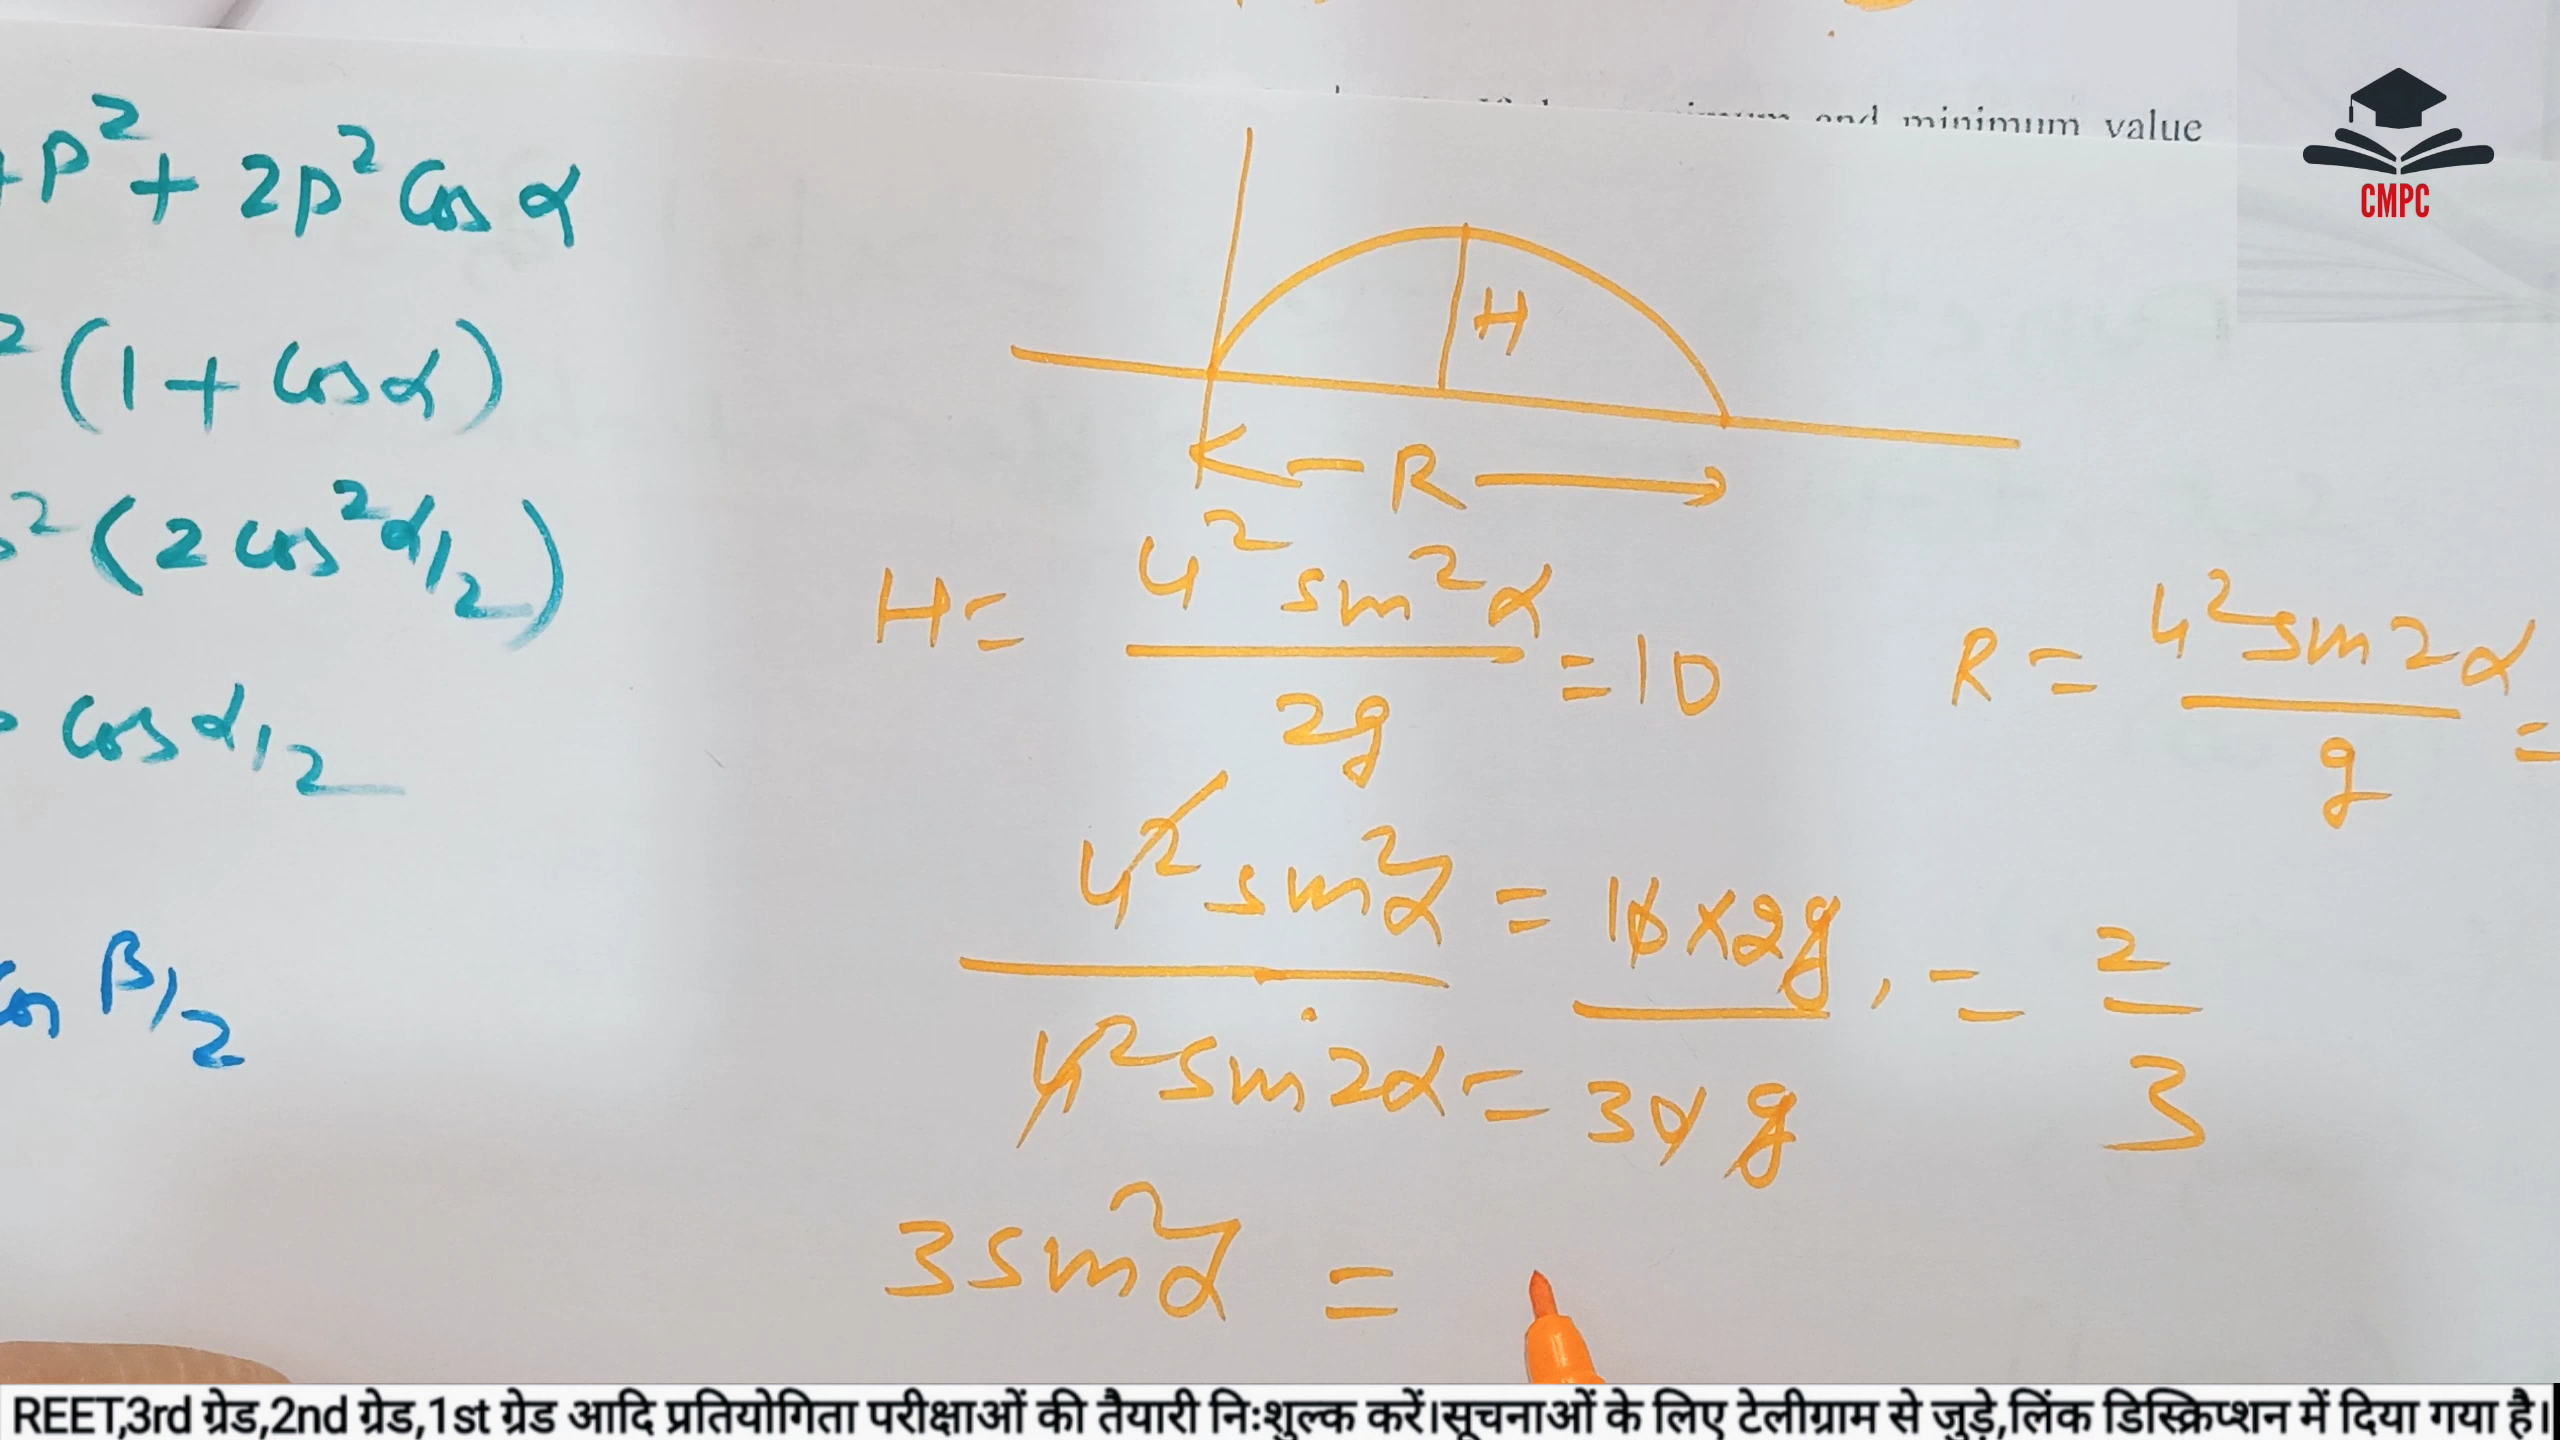 and minimum value
CMPC
P² + 2p² Cos α
² (1 + Cos α)
² (2 cos² α/2)
Cos α/2
Cos β/2
H
R
H = u² sin² α / 2g = 10
R = u² sin 2α / g =
u² sin² α / u² sin 2α = 10 × 2g / 30 g, = 2 / 3
3 sin² α =
REET,3rd ग्रेड,2nd ग्रेड,1st ग्रेड आदि प्रतियोगिता परीक्षाओं की तैयारी निःशुल्क करें।सूचनाओं के लिए टेलीग्राम से जुड़े,लिंक डिस्क्रिप्शन में दिया गया है।